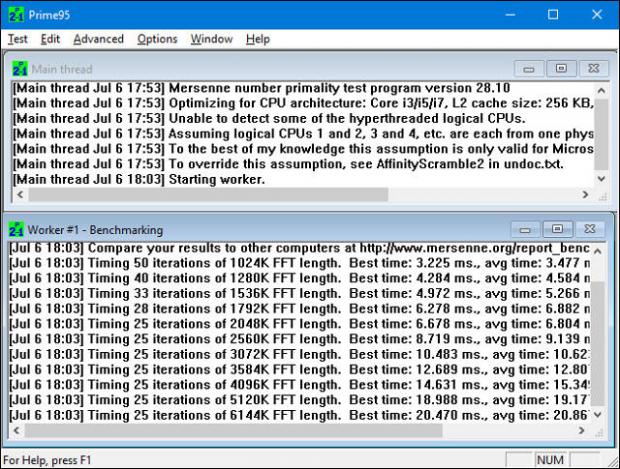 Prime95
Test Edit Advanced Options Window Help
Main thread
[Main thread Jul 6 17:53] Mersenne number primality test program version 28.10
[Main thread Jul 6 17:53] Optimizing for CPU architecture: Core i3/i5/i7, L2 cache size: 256 KB,
[Main thread Jul 6 17:53] Unable to detect some of the hyperthreaded logical CPUs.
[Main thread Jul 6 17:53] Assuming logical CPUs 1 and 2, 3 and 4, etc. are each from one phys
[Main thread Jul 6 17:53] To the best of my knowledge this assumption is only valid for Micros
[Main thread Jul 6 17:53] To override this assumption, see AffinityScramble2 in undoc.txt.
[Main thread Jul 6 18:03] Starting worker.
Worker #1 - Benchmarking
[Jul 6 18:03] Compare your results to other computers at http://www.mersenne.org/report_benc
[Jul 6 18:03] Timing 50 iterations of 1024K FFT length. Best time: 3.225 ms., avg time: 3.477 m
[Jul 6 18:03] Timing 40 iterations of 1280K FFT length. Best time: 4.284 ms., avg time: 4.584 m
[Jul 6 18:03] Timing 33 iterations of 1536K FFT length. Best time: 4.972 ms., avg time: 5.266 m
[Jul 6 18:03] Timing 28 iterations of 1792K FFT length. Best time: 6.278 ms., avg time: 6.882 m
[Jul 6 18:03] Timing 25 iterations of 2048K FFT length. Best time: 6.678 ms., avg time: 6.804 m
[Jul 6 18:03] Timing 25 iterations of 2560K FFT length. Best time: 8.719 ms., avg time: 9.139 m
[Jul 6 18:03] Timing 25 iterations of 3072K FFT length. Best time: 10.483 ms., avg time: 10.62
[Jul 6 18:03] Timing 25 iterations of 3584K FFT length. Best time: 12.689 ms., avg time: 12.80
[Jul 6 18:03] Timing 25 iterations of 4096K FFT length. Best time: 14.631 ms., avg time: 15.34
[Jul 6 18:03] Timing 25 iterations of 5120K FFT length. Best time: 18.988 ms., avg time: 19.17
[Jul 6 18:03] Timing 25 iterations of 6144K FFT length. Best time: 20.470 ms., avg time: 20.86
For Help, press F1
NUM